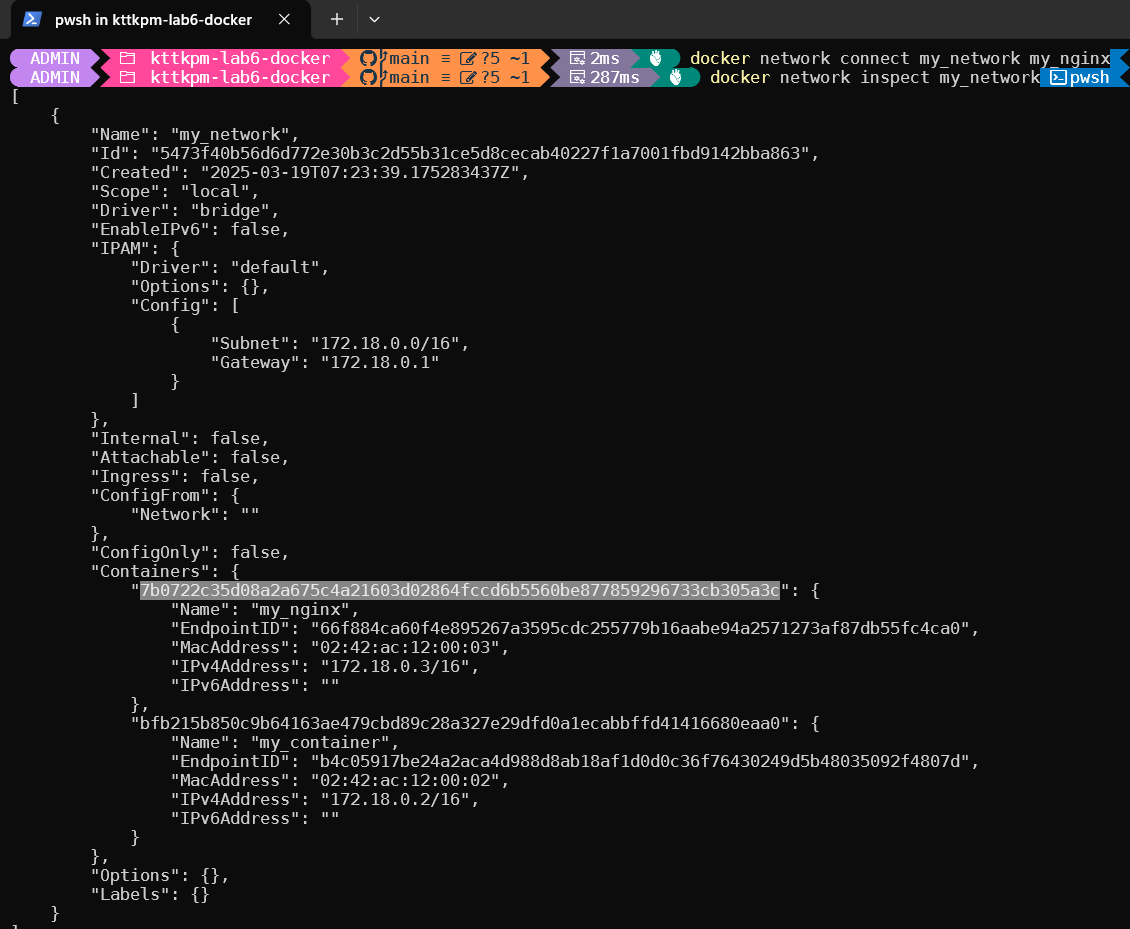 pwsh in kttkpm-lab6-docker
ADMIN kttkpm-lab6-docker main ≡ ?5 ~1 2ms docker network connect my_network my_nginx
ADMIN kttkpm-lab6-docker main ≡ ?5 ~1 287ms docker network inspect my_network pwsh
[
    {
        "Name": "my_network",
        "Id": "5473f40b56d6d772e30b3c2d55b31ce5d8cecab40227f1a7001fbd9142bba863",
        "Created": "2025-03-19T07:23:39.175283437Z",
        "Scope": "local",
        "Driver": "bridge",
        "EnableIPv6": false,
        "IPAM": {
            "Driver": "default",
            "Options": {},
            "Config": [
                {
                    "Subnet": "172.18.0.0/16",
                    "Gateway": "172.18.0.1"
                }
            ]
        },
        "Internal": false,
        "Attachable": false,
        "Ingress": false,
        "ConfigFrom": {
            "Network": ""
        },
        "ConfigOnly": false,
        "Containers": {
            "7b0722c35d08a2a675c4a21603d02864fccd6b5560be877859296733cb305a3c": {
                "Name": "my_nginx",
                "EndpointID": "66f884ca60f4e895267a3595cdc255779b16aabe94a2571273af87db55fc4ca0",
                "MacAddress": "02:42:ac:12:00:03",
                "IPv4Address": "172.18.0.3/16",
                "IPv6Address": ""
            },
            "bfb215b850c9b64163ae479cbd89c28a327e29dfd0a1ecabbffd41416680eaa0": {
                "Name": "my_container",
                "EndpointID": "b4c05917be24a2aca4d988d8ab18af1d0d0c36f76430249d5b48035092f4807d",
                "MacAddress": "02:42:ac:12:00:02",
                "IPv4Address": "172.18.0.2/16",
                "IPv6Address": ""
            }
        },
        "Options": {},
        "Labels": {}
    }
]